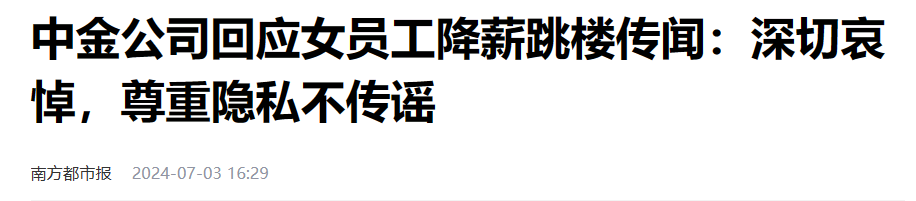 中金公司回应女员工降薪跳楼传闻：深切哀
悼，尊重隐私不传谣
南方都市报 2024-07-03 16:29